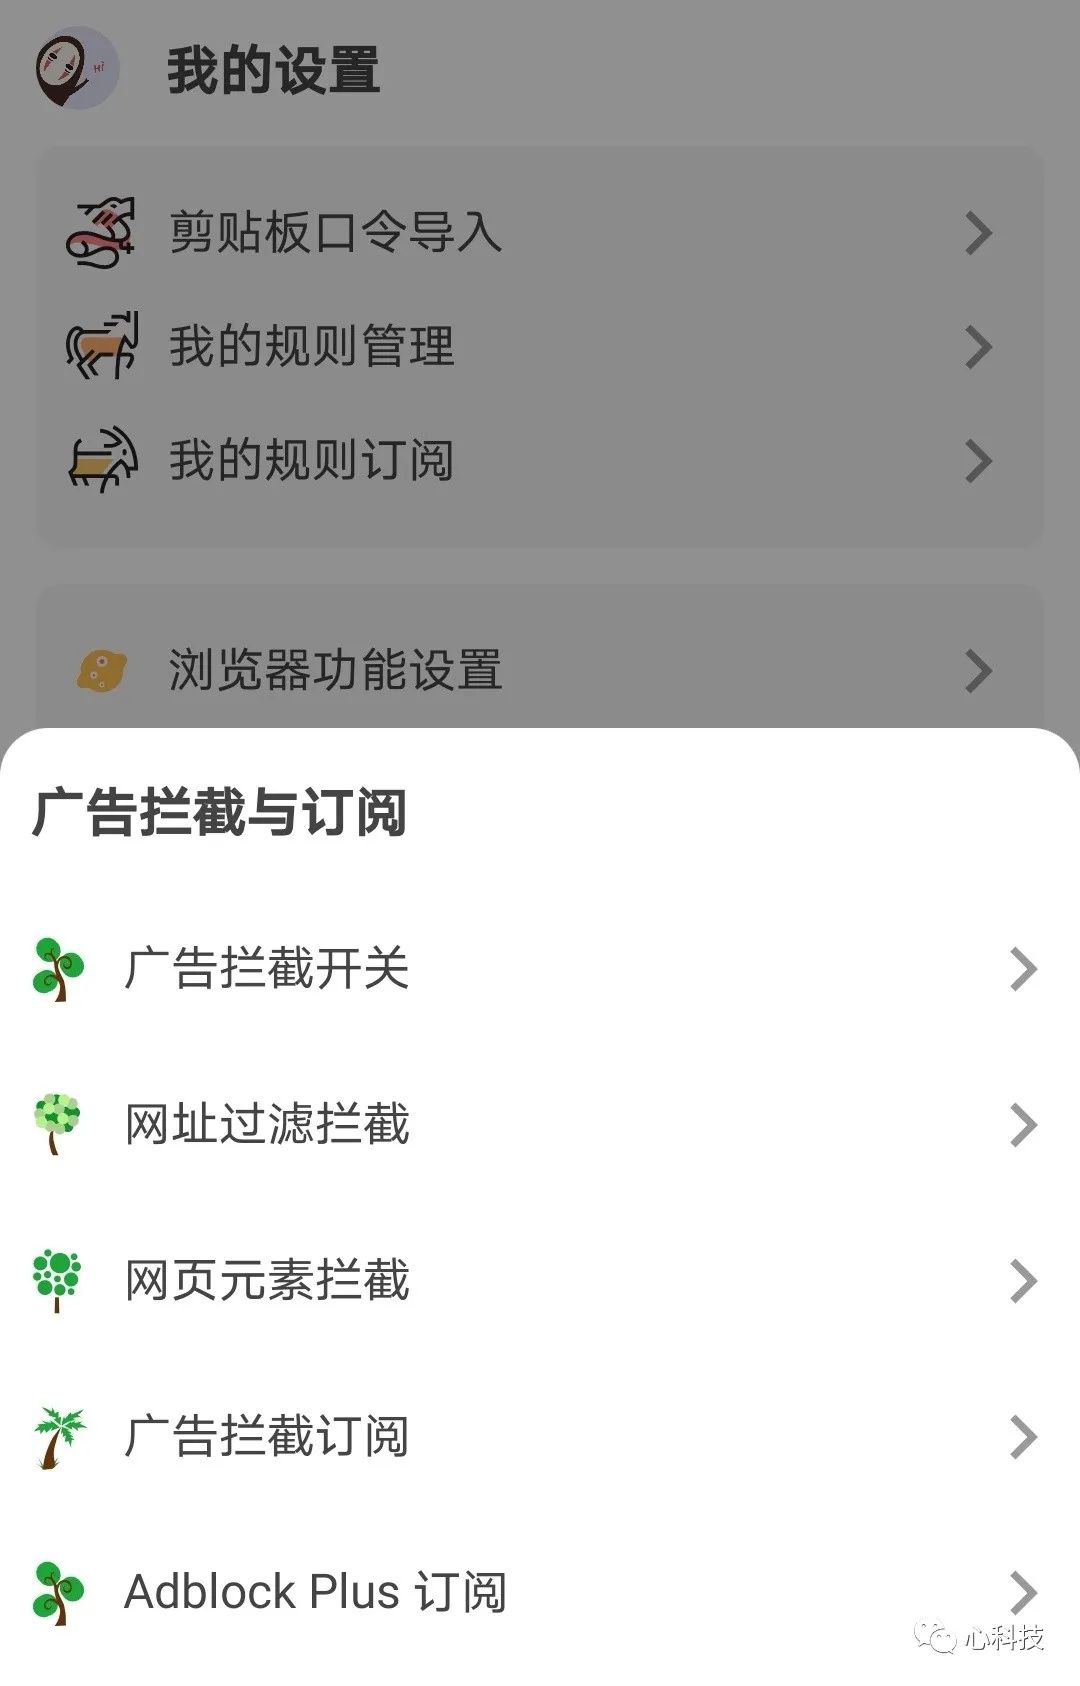 Hi
我的设置
剪贴板口令导入
我的规则管理
我的规则订阅
浏览器功能设置
广告拦截与订阅
广告拦截开关
网址过滤拦截
网页元素拦截
广告拦截订阅
Adblock Plus 订阅
心科技